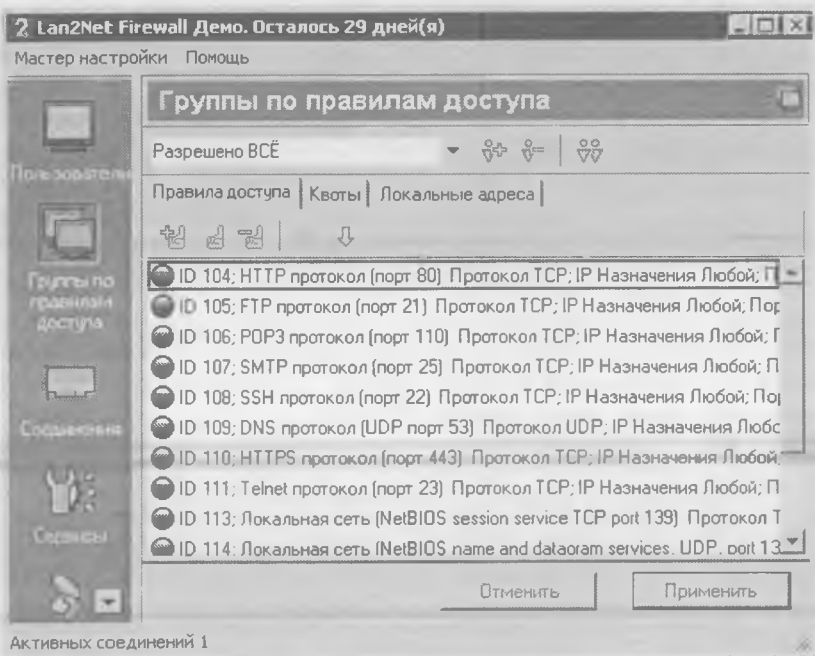 Lan2Net Firewall Демо. Осталось 29 дней(я)
Мастер настройки Помощь
Группы по правилам доступа
Пользователи
Разрешено ВСЁ
Правила доступа Квоты Локальные адреса
Группы по
правилам
доступа
ID 104; HTTP протокол (порт 80) Протокол TCP; IP Назначения Любой; П
ID 105; FTP протокол (порт 21) Протокол TCP; IP Назначения Любой; Пор
ID 106; POP3 протокол (порт 110) Протокол TCP; IP Назначения Любой; Г
ID 107; SMTP протокол (порт 25) Протокол TCP; IP Назначения Любой; П
ID 108; SSH протокол (порт 22) Протокол TCP; IP Назначения Любой; Пор
Соединения
ID 109; DNS протокол (UDP порт 53) Протокол UDP; IP Назначения Любо
ID 110; HTTPS протокол (порт 443) Протокол TCP; IP Назначения Любой;
ID 111; Telnet протокол (порт 23) Протокол TCP; IP Назначения Любой; П
ID 113; Локальная сеть (NetBIOS session service TCP port 139) Протокол Т
Сервисы
ID 114; Локальная сеть (NetBIOS name and datagram services. UDP. port 13
Отменить Применить
Активных соединений 1